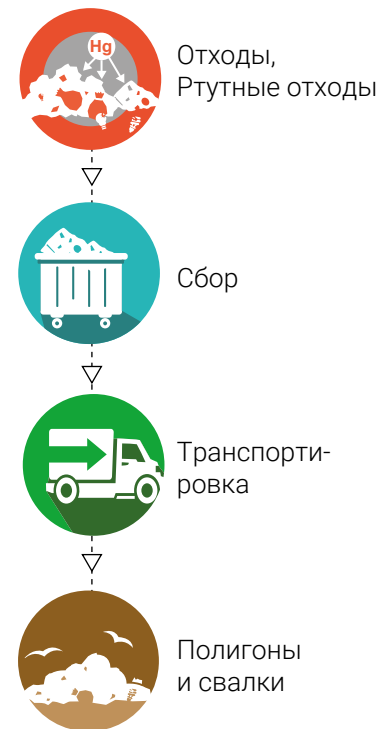 Hg
Отходы,
Ртутные отходы
Сбор
Транспорти-
ровка
Полигоны
и свалки